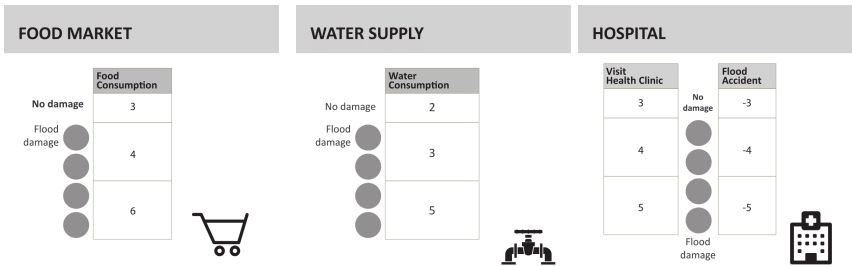 FOOD MARKET
Food
Consumption
No damage
3
Flood
damage
4
6
WATER SUPPLY
Water
Consumption
No damage
2
Flood
damage
3
5
HOSPITAL
Visit
Health Clinic
Flood
Accident
3
No
damage
-3
4
-4
5
-5
Flood
damage